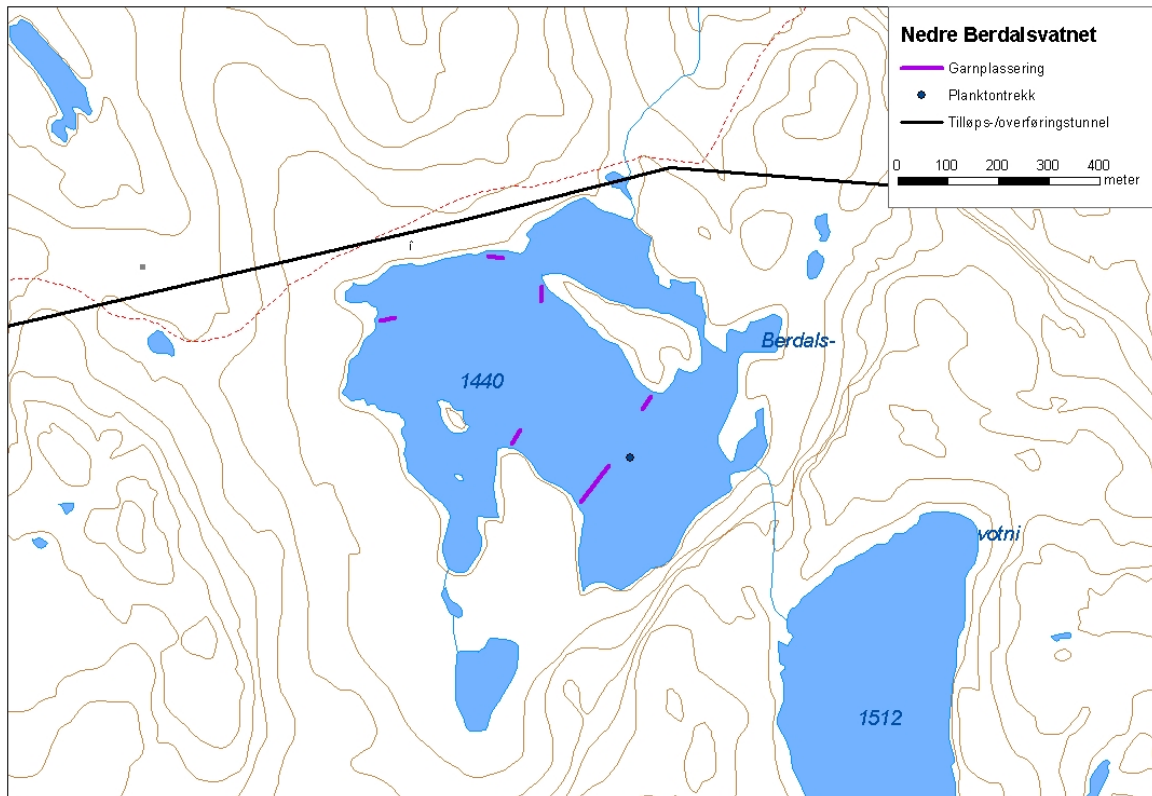 Nedre Berdalsvatnet
Garnplassering
Planktontrekk
Tilløps-/overføringstunnel
0 100 200 300 400
meter
Berdals-
1440
votni
1512